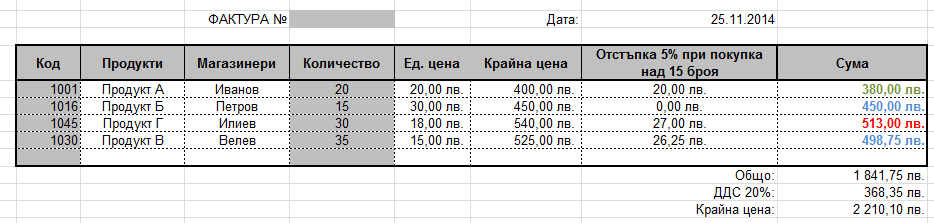 ФАКТУРА № Дата: 25.11.2014
Код Продукти Магазинери Количество Ед. цена Крайна цена Отстъпка 5% при покупка над 15 броя Сума
1001 Продукт А Иванов 20 20,00 лв. 400,00 лв. 20,00 лв. 380,00 лв.
1016 Продукт Б Петров 15 30,00 лв. 450,00 лв. 0,00 лв. 450,00 лв.
1045 Продукт Г Илиев 30 18,00 лв. 540,00 лв. 27,00 лв. 513,00 лв.
1030 Продукт В Велев 35 15,00 лв. 525,00 лв. 26,25 лв. 498,75 лв.
Общо: 1 841,75 лв.
ДДС 20%: 368,35 лв.
Крайна цена: 2 210,10 лв.